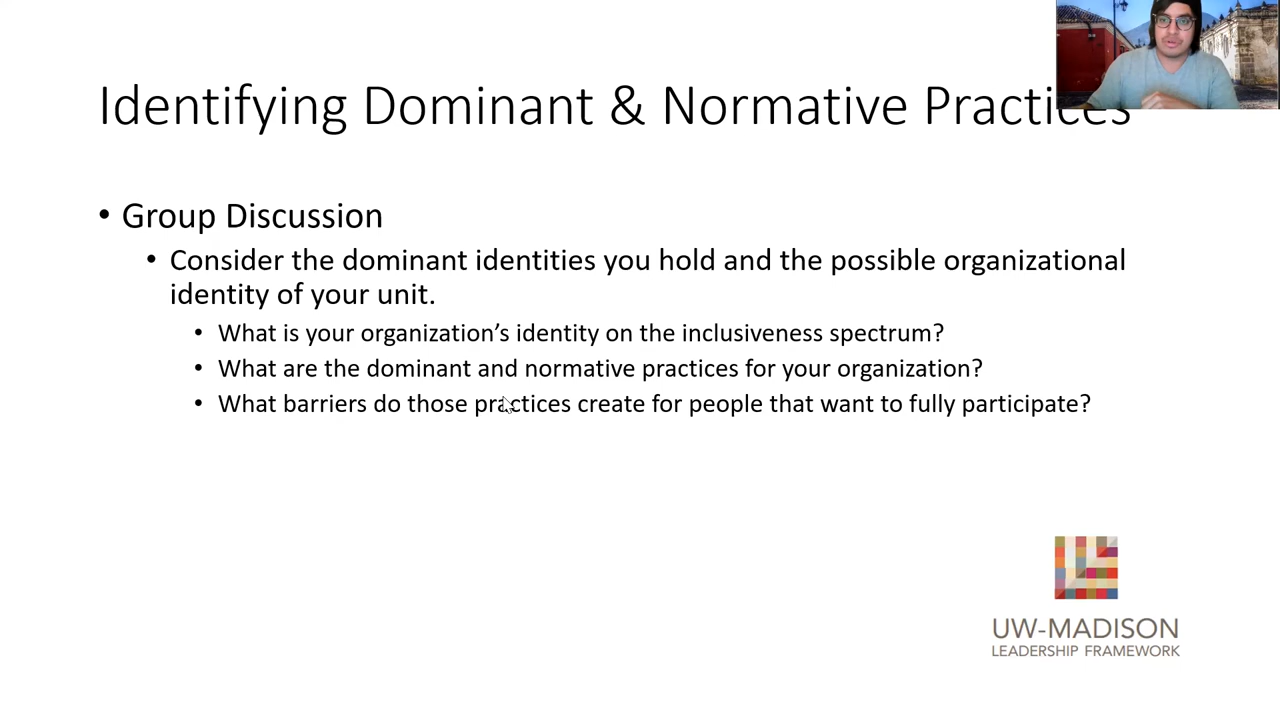 Identifying Dominant & Normative Practices
• Group Discussion
• Consider the dominant identities you hold and the possible organizational
identity of your unit.
• What is your organization’s identity on the inclusiveness spectrum?
• What are the dominant and normative practices for your organization?
• What barriers do those practices create for people that want to fully participate?
UW-MADISON
LEADERSHIP FRAMEWORK